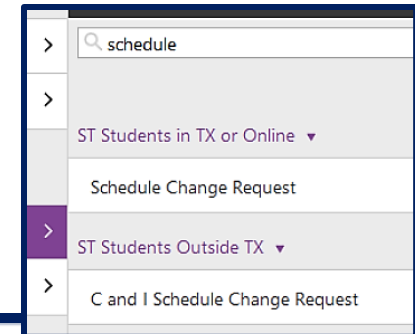 schedule
ST Students in TX or Online
Schedule Change Request
ST Students Outside TX
C and I Schedule Change Request